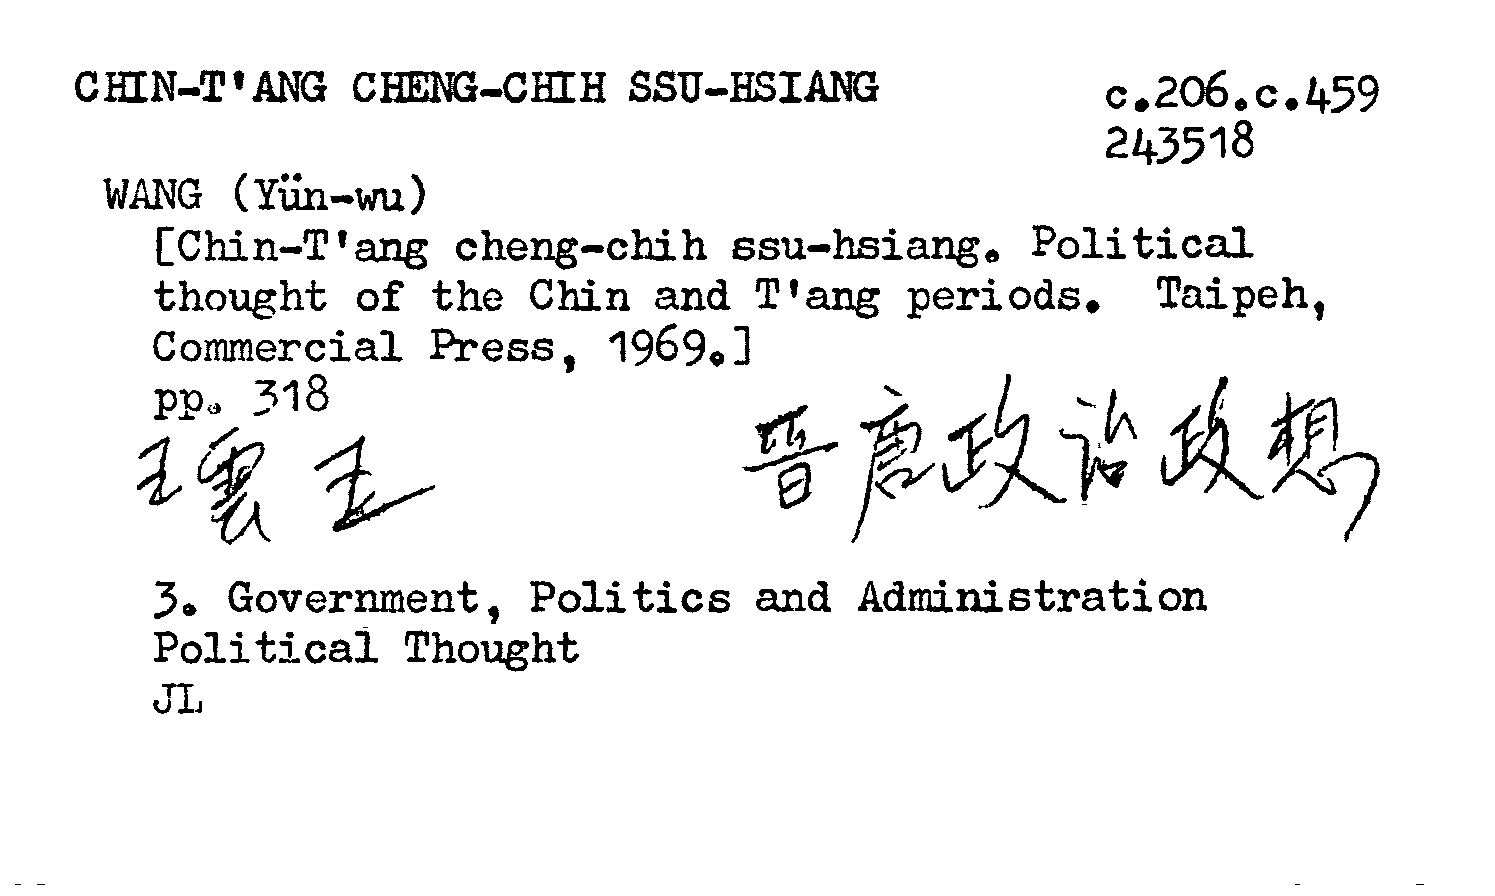 CHIN-T'ANG CHENG-CHIH SSU-HSIANG
c.206.c.459
243518
WANG (Yün-wu)
[Chin-T'ang cheng-chih ssu-hsiang. Political
thought of the Chin and T'ang periods. Taipeh,
Commercial Press, 1969.]
pp. 318
王雲五
晋唐政治政想
3. Government, Politics and Administration
Political Thought
JL